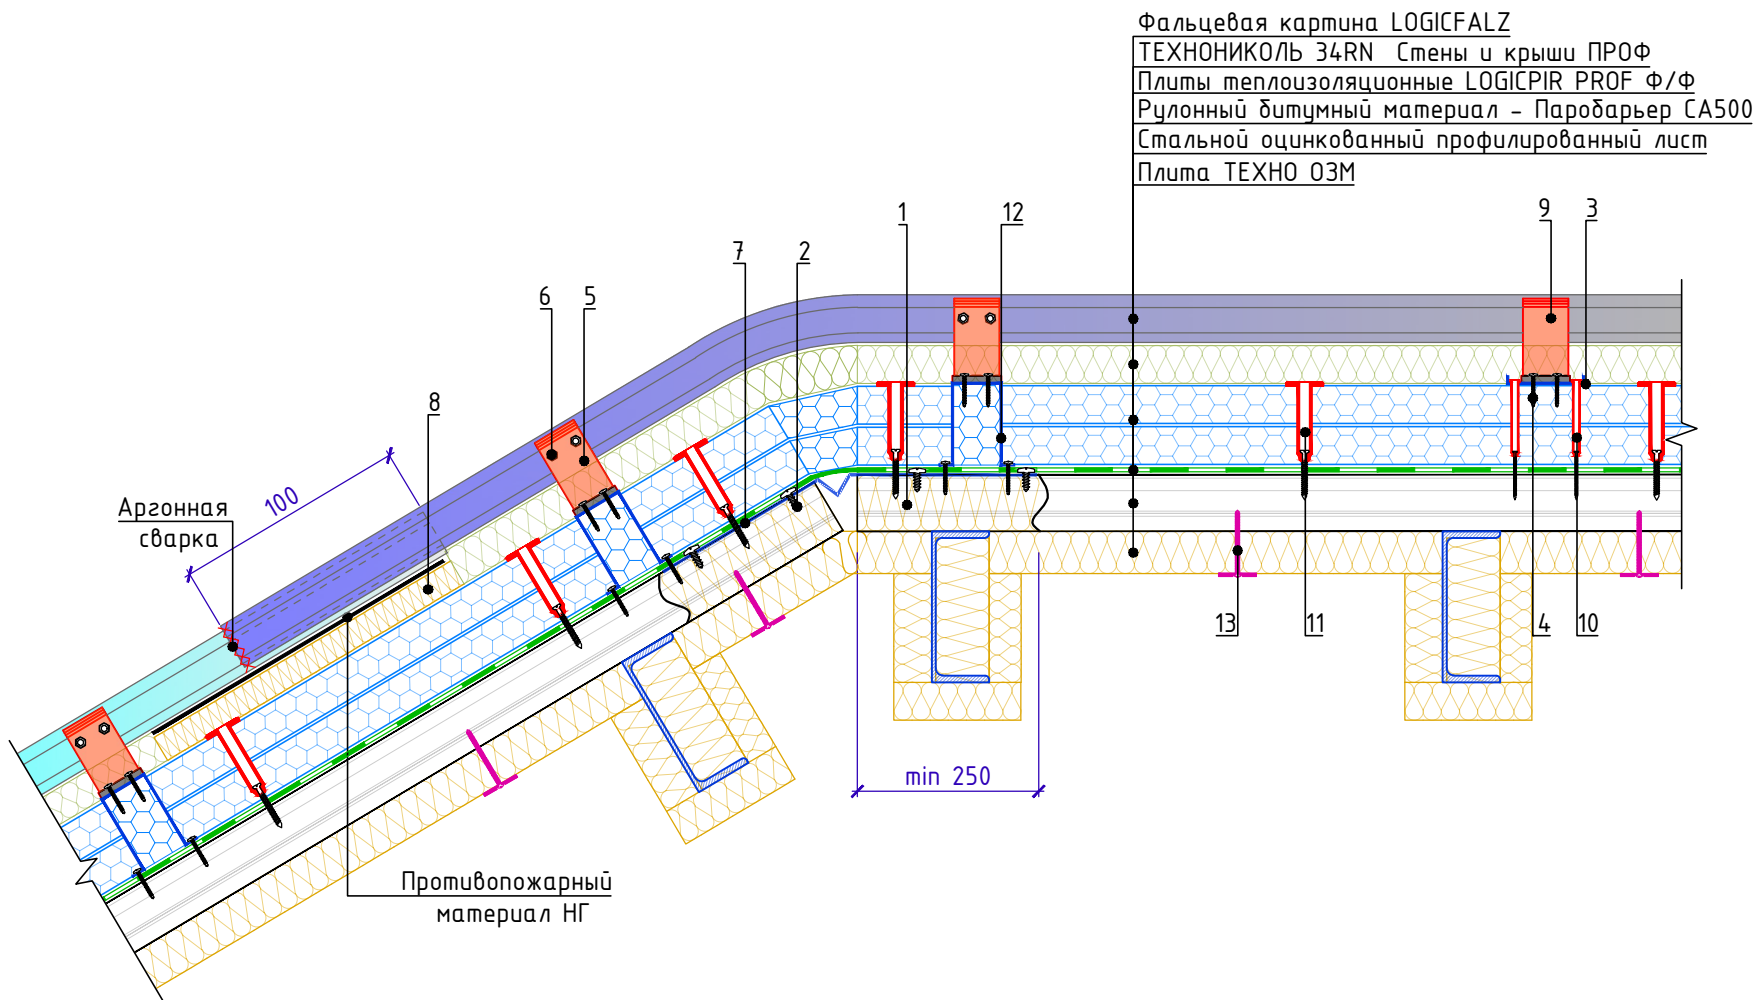 Фальцевая картина LOGICFALZ
ТЕХНОНИКОЛЬ 34RN Стены и крыши ПРОФ
Плиты теплоизоляционные LOGICPIR PROF Ф/Ф
Рулонный битумный материал - Паробарьер СА500
Стальной оцинкованный профилированный лист
Плита ТЕХНО ОЗМ
1
12
9
3
7
2
6
5
8
100
Аргонная
сварка
13
11
4
10
min 250
Противопожарный
материал НГ